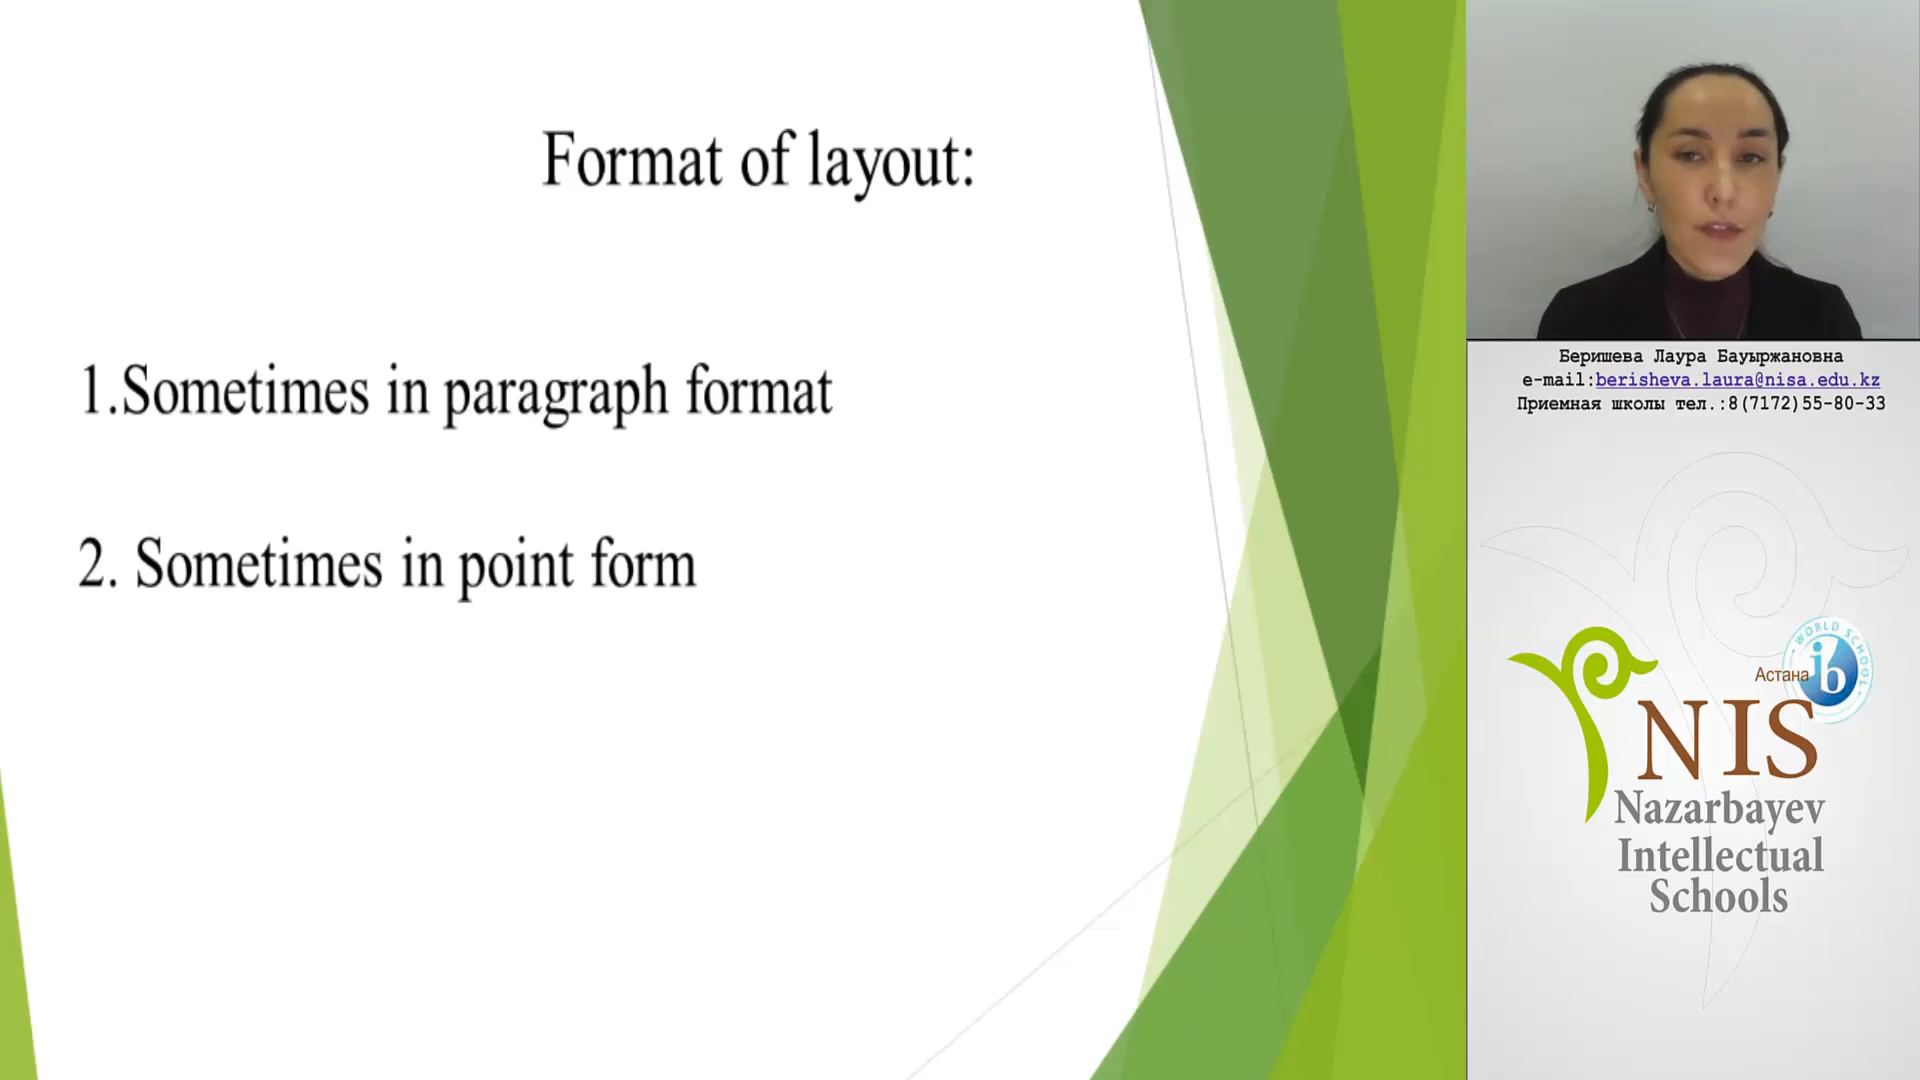 Format of layout:
1.Sometimes in paragraph format
2. Sometimes in point form
Беришева Лаура Бауыржановна
e-mail:berisheva.laura@nisa.edu.kz
Приемная школы тел.:8(7172)55-80-33
WORLD SCHOOL
ib
Астана
NIS
Nazarbayev
Intellectual
Schools